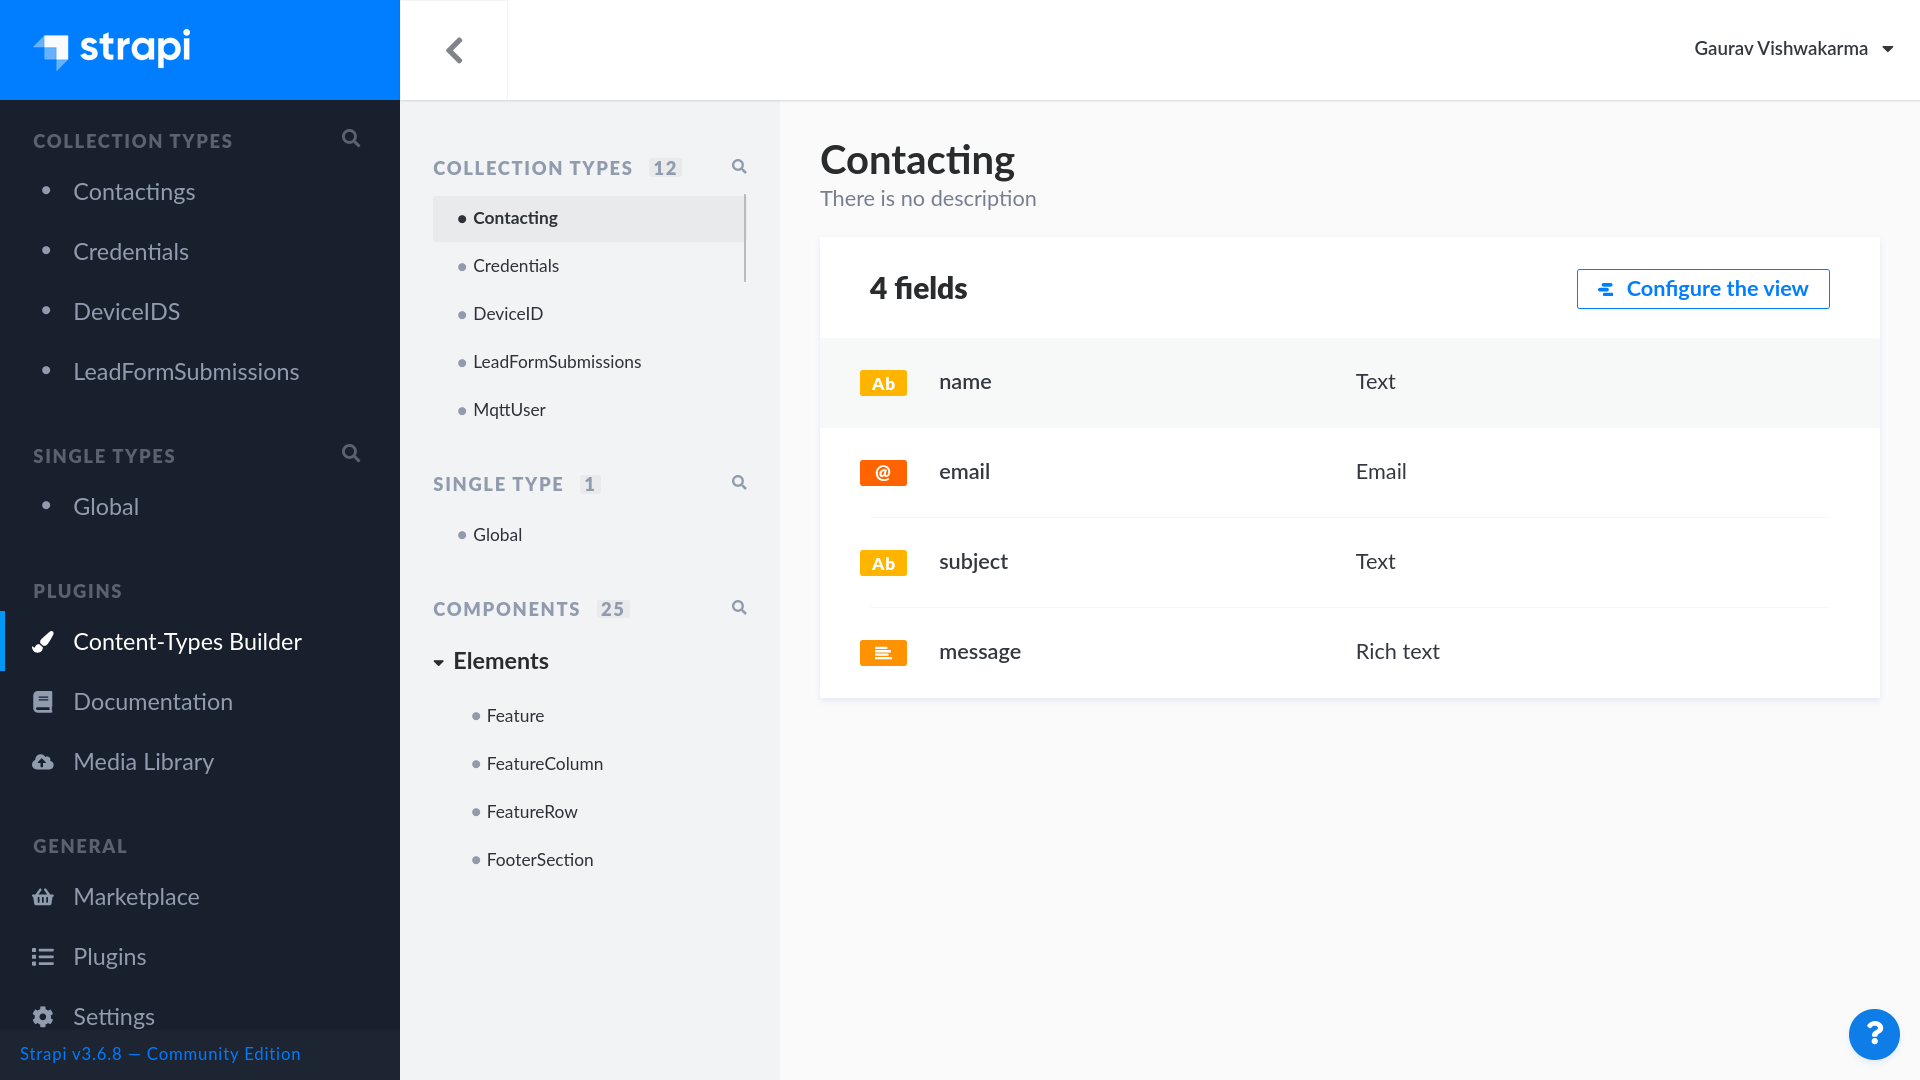 strapi
Gaurav Vishwakarma
COLLECTION TYPES
Contactings
Credentials
DeviceIDS
LeadFormSubmissions
SINGLE TYPES
Global
PLUGINS
Content-Types Builder
Documentation
Media Library
GENERAL
Marketplace
Plugins
Settings
Strapi v3.6.8 — Community Edition
COLLECTION TYPES 12
Contacting
Credentials
DeviceID
LeadFormSubmissions
MqttUser
SINGLE TYPE 1
Global
COMPONENTS 25
Elements
Feature
FeatureColumn
FeatureRow
FooterSection
Contacting
There is no description
4 fields
Configure the view
Ab name Text
@ email Email
Ab subject Text
message Rich text
?